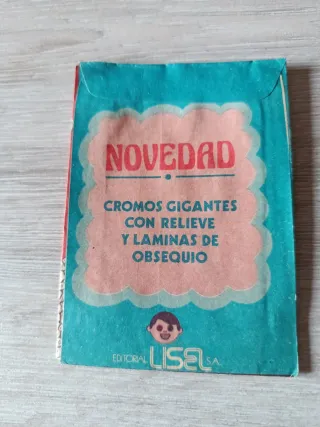 NOVEDAD
CROMOS GIGANTES
CON RELIEVE
Y LAMINAS DE
OBSEQUIO
EDITORIAL LISEL S.A.